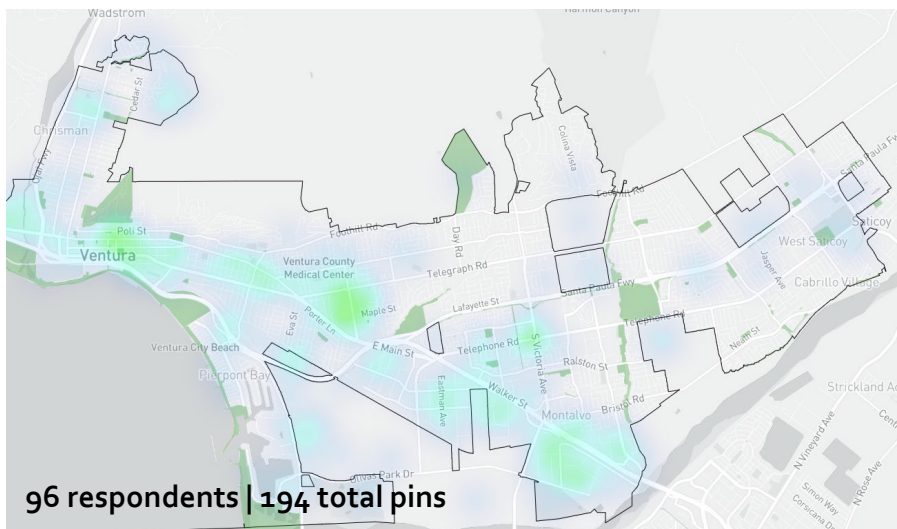 Harmon Canyon
Wadstrom
Cedar St
Chrisman
Ojai Fwy
Colina Vista
Santa Paula Fwy
Foothill Rd
Poli St
Foothill Rd
Day Rd
Saticoy
West Saticoy
Ventura
Ventura County
Medical Center
Telegraph Rd
Jasper Ave
Cabrillo Village
Santa Paula Fwy
Maple St
Lafayette St
Porter Ln
Eva St
Telephone Rd
Neath St
Ventura City Beach
E Main St
Telephone Rd
S Victoria Ave
Ralston St
Pierpont Bay
Eastman Ave
Walker St
Bristol Rd
Strickland
Montalvo
N Vineyard Ave
N Rose Ave
Olivas Park Dr
Simon Way
96 respondents | 194 total pins